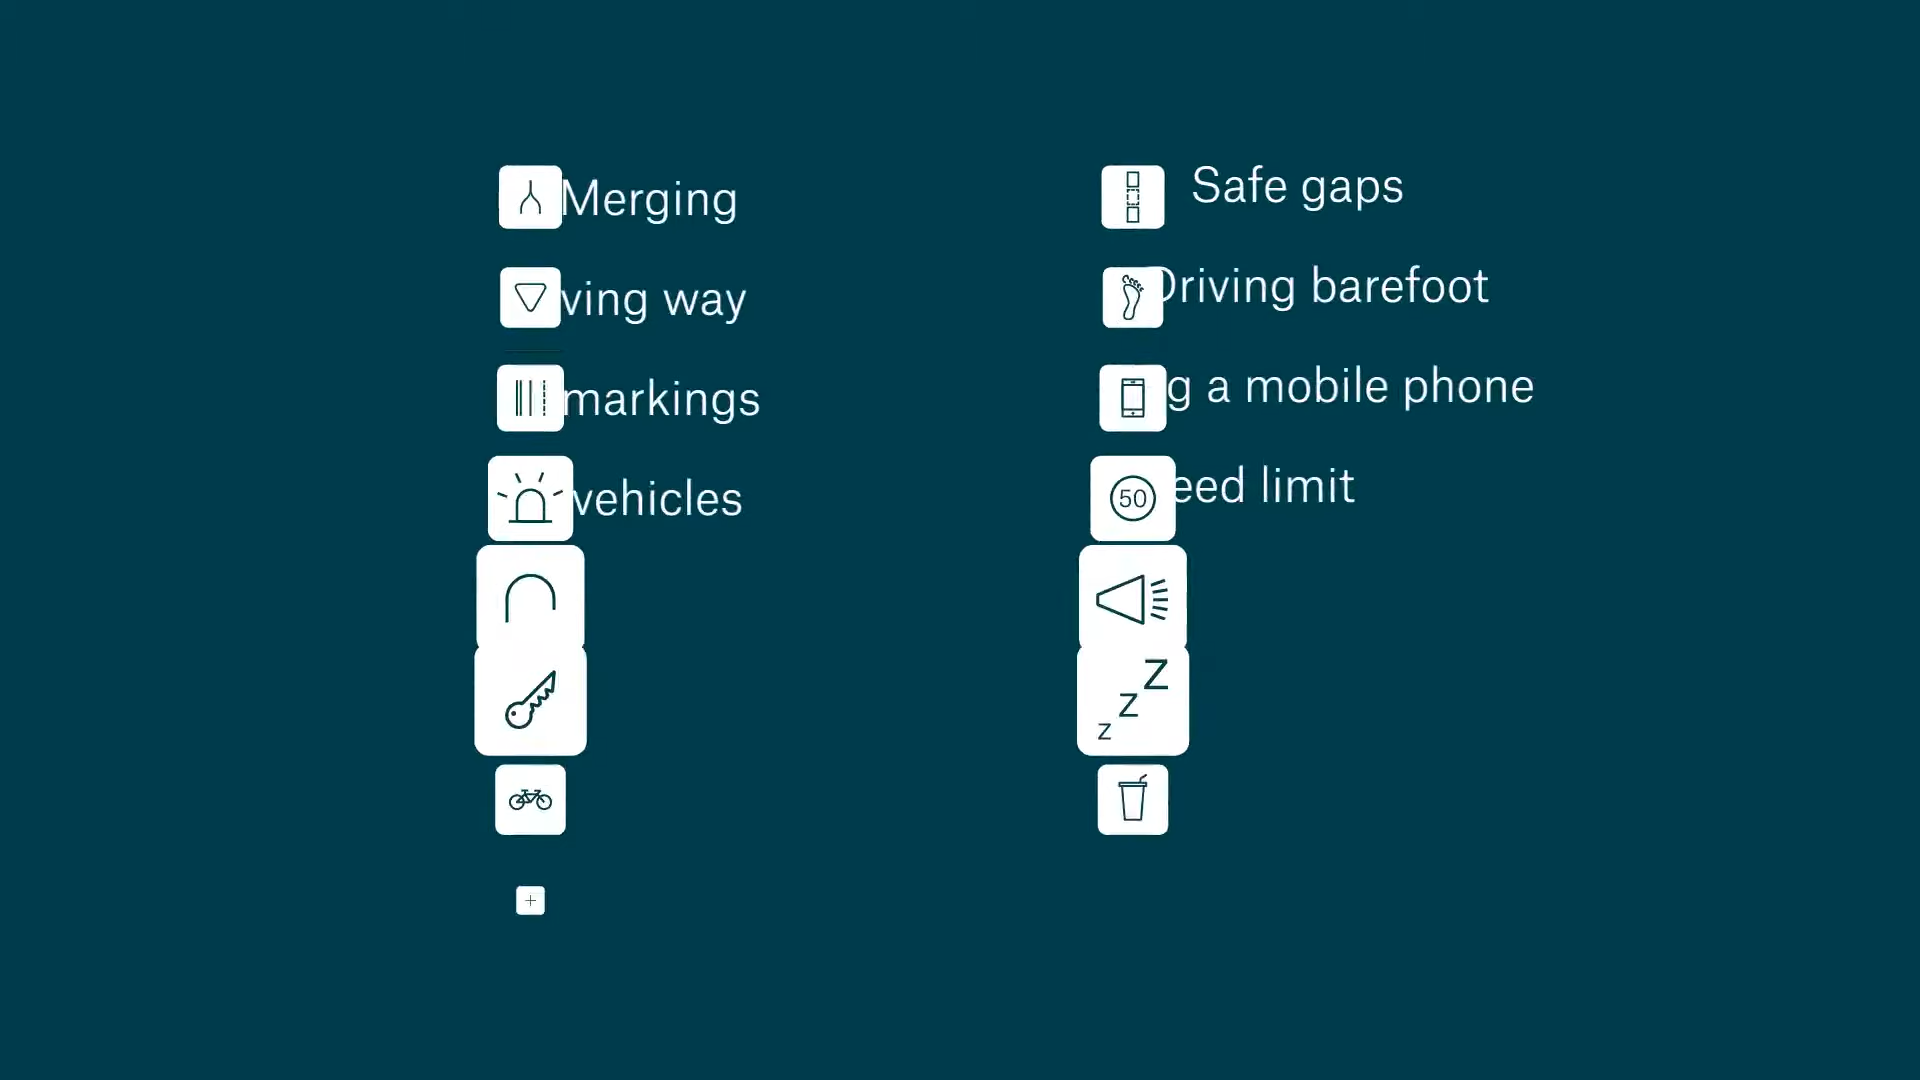 Merging
ving way
markings
vehicles
Safe gaps
Driving barefoot
g a mobile phone
eed limit
50
z z Z